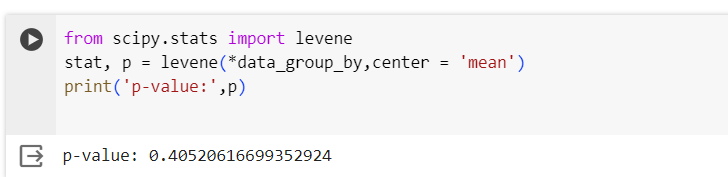 from scipy.stats import levene
stat, p = levene(*data_group_by,center = 'mean')
print('p-value:',p)
p-value: 0.40520616699352924